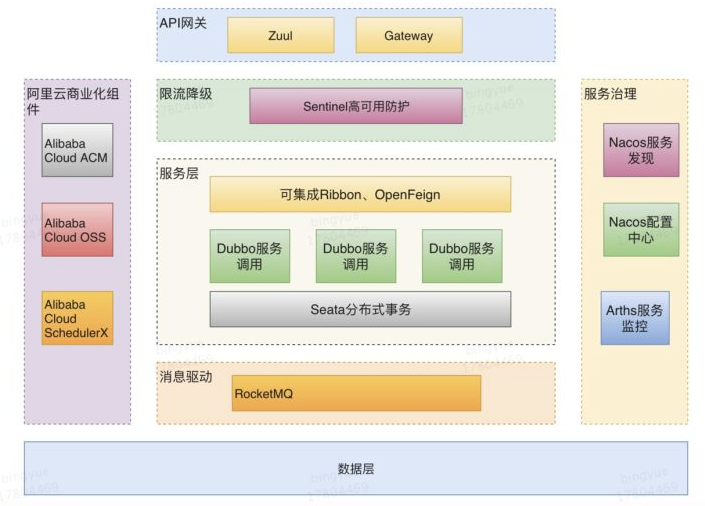 API网关
Zuul
Gateway
阿里云商业化组
件
Alibaba
Cloud ACM
Alibaba
Cloud OSS
Alibaba
Cloud
SchedulerX
限流降级
Sentinel高可用防护
服务层
可集成Ribbon、OpenFeign
Dubbo服务
调用
Dubbo服务
调用
Dubbo服务
调用
Seata分布式事务
消息驱动
RocketMQ
服务治理
Nacos服务
发现
Nacos配置
中心
Arths服务
监控
数据层
bingyue
17804469